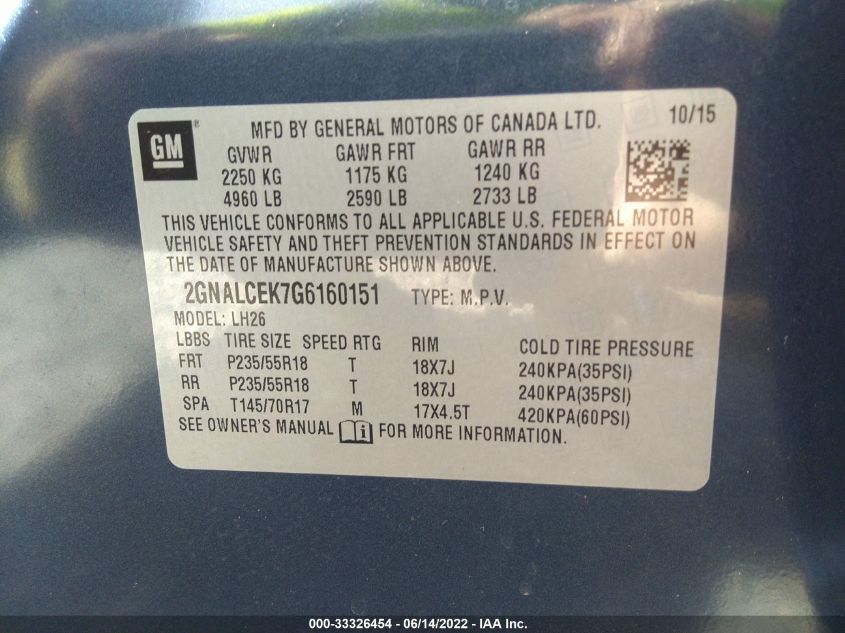 GM ® MFD BY GENERAL MOTORS OF CANADA LTD. 10/15
GVWR GAWR FRT GAWR RR
2250 KG 1175 KG 1240 KG
4960 LB 2590 LB 2733 LB
THIS VEHICLE CONFORMS TO ALL APPLICABLE U.S. FEDERAL MOTOR
VEHICLE SAFETY AND THEFT PREVENTION STANDARDS IN EFFECT ON
THE DATE OF MANUFACTURE SHOWN ABOVE.
2GNALCEK7G6160151 TYPE: M.P.V.
MODEL: LH26
LBBS TIRE SIZE SPEED RTG RIM COLD TIRE PRESSURE
FRT P235/55R18 T 18X7J 240KPA(35PSI)
RR P235/55R18 T 18X7J 240KPA(35PSI)
SPA T145/70R17 M 17X4.5T 420KPA(60PSI)
SEE OWNER'S MANUAL i FOR MORE INFORMATION.
000-33326454 - 06/14/2022 - IAA Inc.